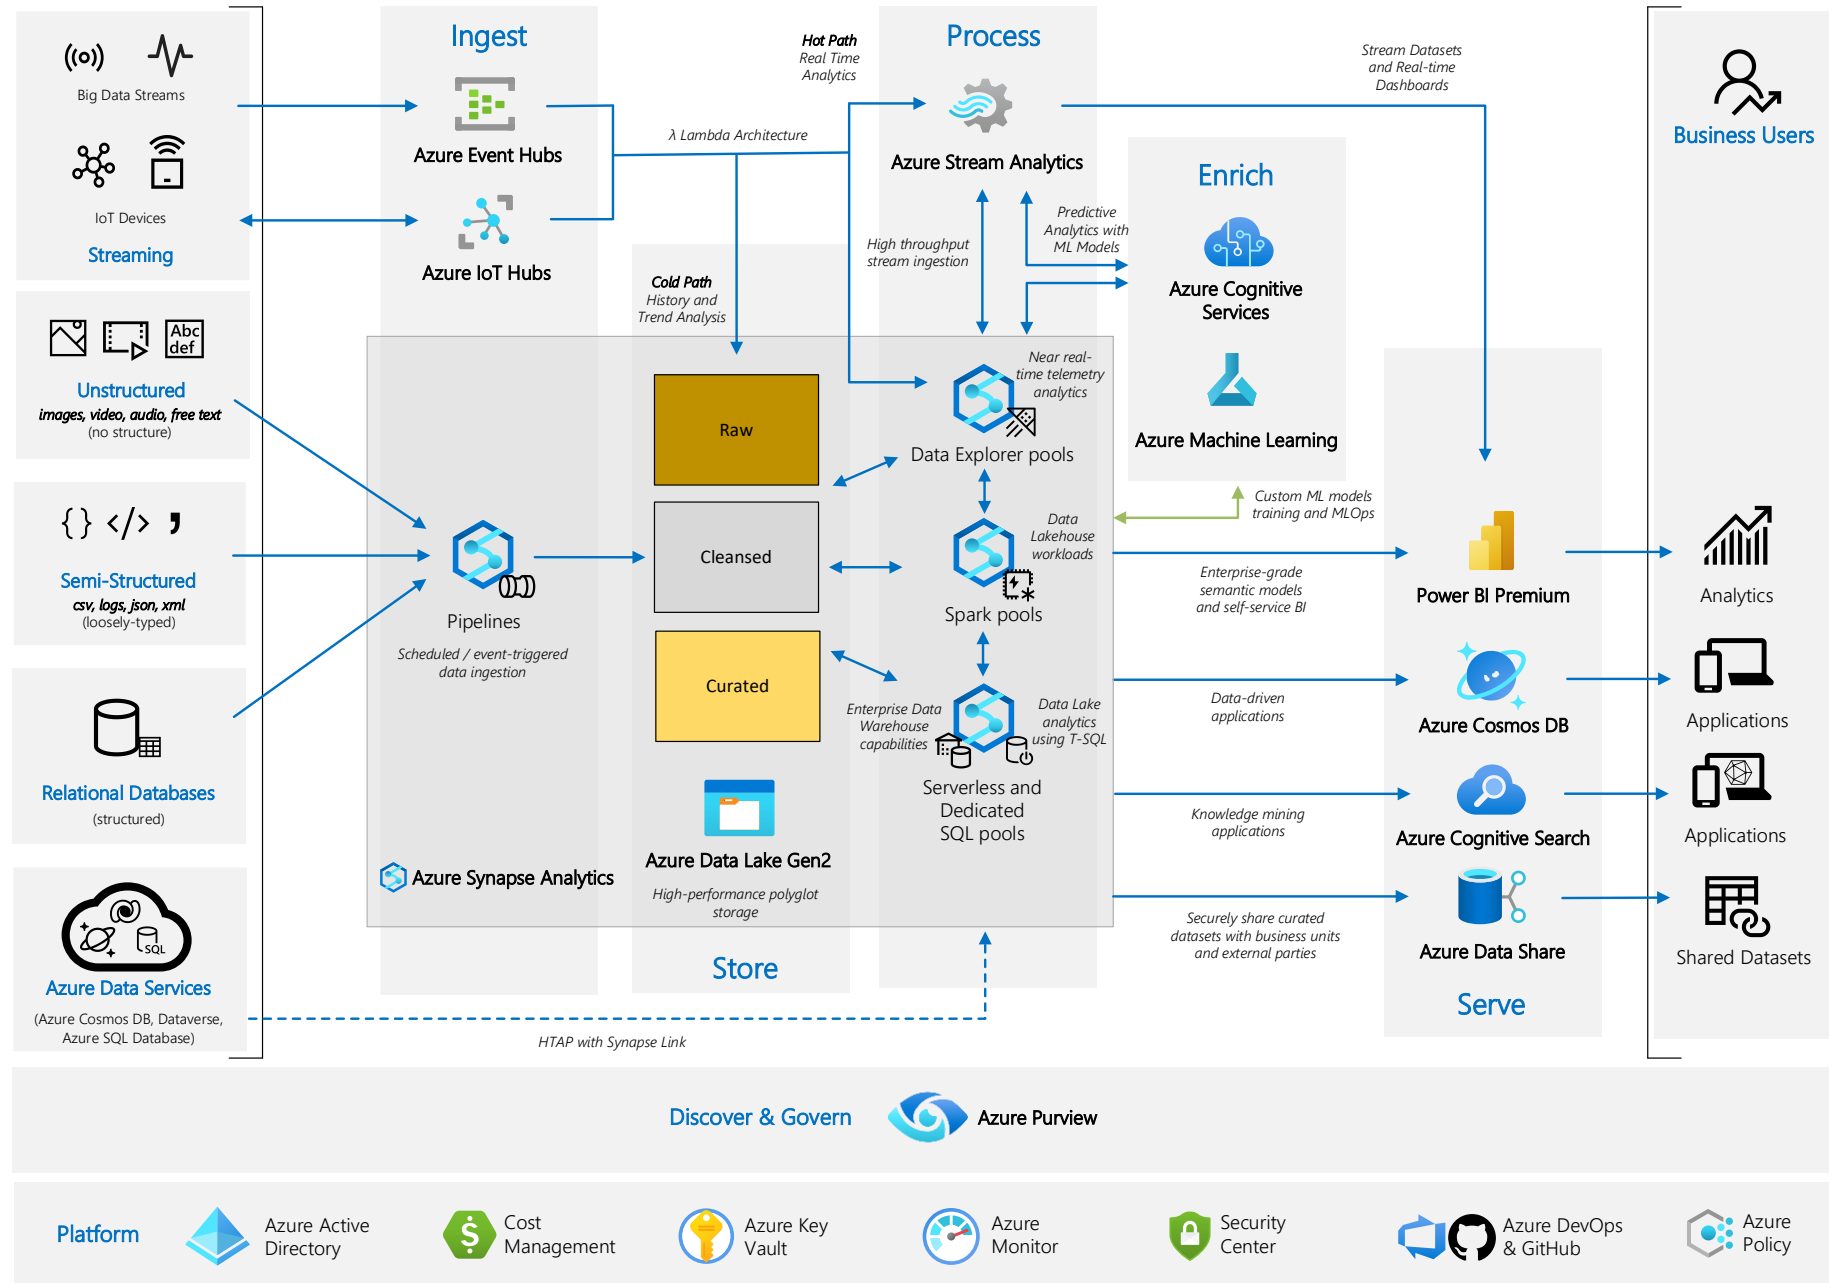 Big Data Streams
IoT Devices
Streaming
Abc
def
Unstructured
images, video, audio, free text
(no structure)
{} </> ,
Semi-Structured
csv, logs, json, xml
(loosely-typed)
Relational Databases
(structured)
SQL
Azure Data Services
(Azure Cosmos DB, Dataverse,
Azure SQL Database)
Ingest
Azure Event Hubs
Azure IoT Hubs
λ Lambda Architecture
Hot Path
Real Time
Analytics
Cold Path
History and
Trend Analysis
Pipelines
Scheduled / event-triggered
data ingestion
Azure Synapse Analytics
Raw
Cleansed
Curated
Azure Data Lake Gen2
High-performance polyglot
storage
Store
HTAP with Synapse Link
Process
Azure Stream Analytics
High throughput
stream ingestion
Predictive
Analytics with
ML Models
Near real-
time telemetry
analytics
Data Explorer pools
Data
Lakehouse
workloads
Spark pools
Enterprise Data
Warehouse
capabilities
Data Lake
analytics
using T-SQL
Serverless and
Dedicated
SQL pools
Enrich
Azure Cognitive
Services
Azure Machine Learning
Custom ML models
training and MLOps
Stream Datasets
and Real-time
Dashboards
Enterprise-grade
semantic models
and self-service BI
Data-driven
applications
Knowledge mining
applications
Securely share curated
datasets with business units
and external parties
Power BI Premium
Azure Cosmos DB
Azure Cognitive Search
Azure Data Share
Serve
Business Users
Analytics
Applications
Applications
Shared Datasets
Discover & Govern
Azure Purview
Platform
Azure Active
Directory
$
Cost
Management
Azure Key
Vault
Azure
Monitor
Security
Center
Azure DevOps
& GitHub
Azure
Policy